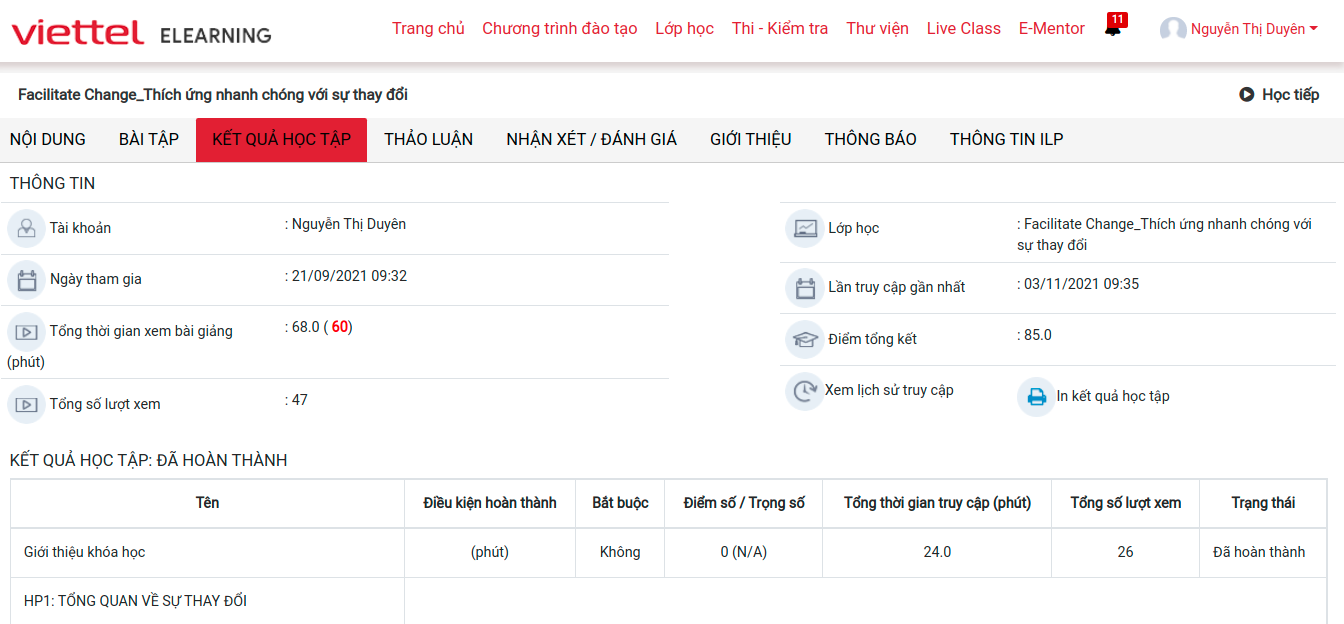 viettel ELEARNING
Trang chủ Chương trình đào tạo Lớp học Thi - Kiểm tra Thư viện Live Class E-Mentor 11 Nguyễn Thị Duyên
Facilitate Change_Thích ứng nhanh chóng với sự thay đổi
Học tiếp
NỘI DUNG BÀI TẬP KẾT QUẢ HỌC TẬP THẢO LUẬN NHẬN XÉT / ĐÁNH GIÁ GIỚI THIỆU THÔNG BÁO THÔNG TIN ILP
THÔNG TIN
Tài khoản : Nguyễn Thị Duyên
Ngày tham gia : 21/09/2021 09:32
Tổng thời gian xem bài giảng : 68.0 ( 60)
(phút)
Tổng số lượt xem : 47
Lớp học : Facilitate Change_Thích ứng nhanh chóng với
sự thay đổi
Lần truy cập gần nhất : 03/11/2021 09:35
Điểm tổng kết : 85.0
Xem lịch sử truy cập In kết quả học tập
KẾT QUẢ HỌC TẬP: ĐÃ HOÀN THÀNH
Tên Điều kiện hoàn thành Bắt buộc Điểm số / Trọng số Tổng thời gian truy cập (phút) Tổng số lượt xem Trạng thái
Giới thiệu khóa học (phút) Không 0 (N/A) 24.0 26 Đã hoàn thành
HP1: TỔNG QUAN VỀ SỰ THAY ĐỔI